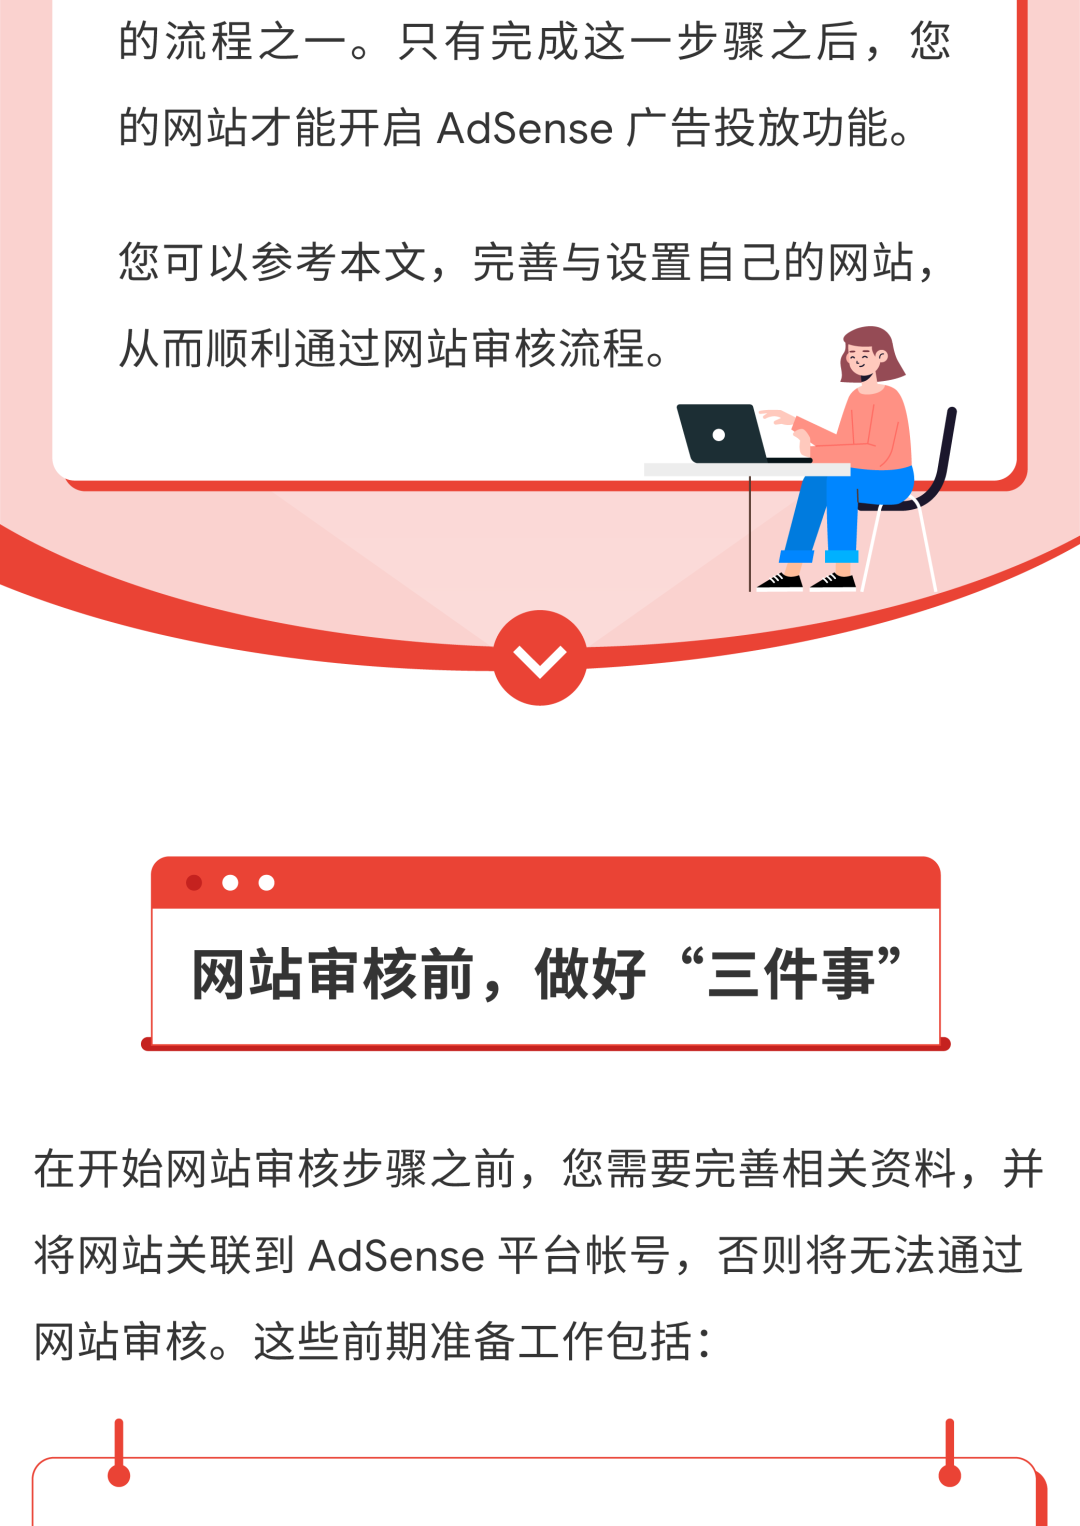 的流程之一。只有完成这一步骤之后，您
的网站才能开启 AdSense 广告投放功能。
您可以参考本文，完善与设置自己的网站，
从而顺利通过网站审核流程。
网站审核前，做好“三件事”
在开始网站审核步骤之前，您需要完善相关资料，并
将网站关联到 AdSense 平台帐号，否则将无法通过
网站审核。这些前期准备工作包括：